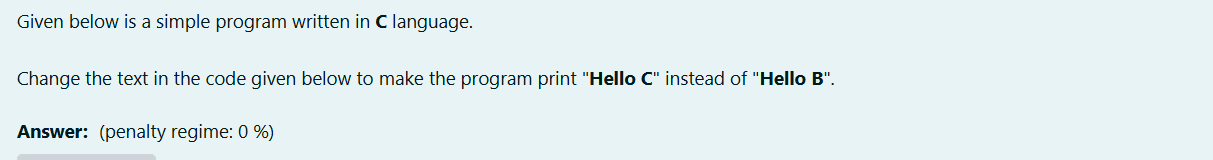 Given below is a simple program written in C language.
Change the text in the code given below to make the program print "Hello C" instead of "Hello B".
Answer: (penalty regime: 0 %)